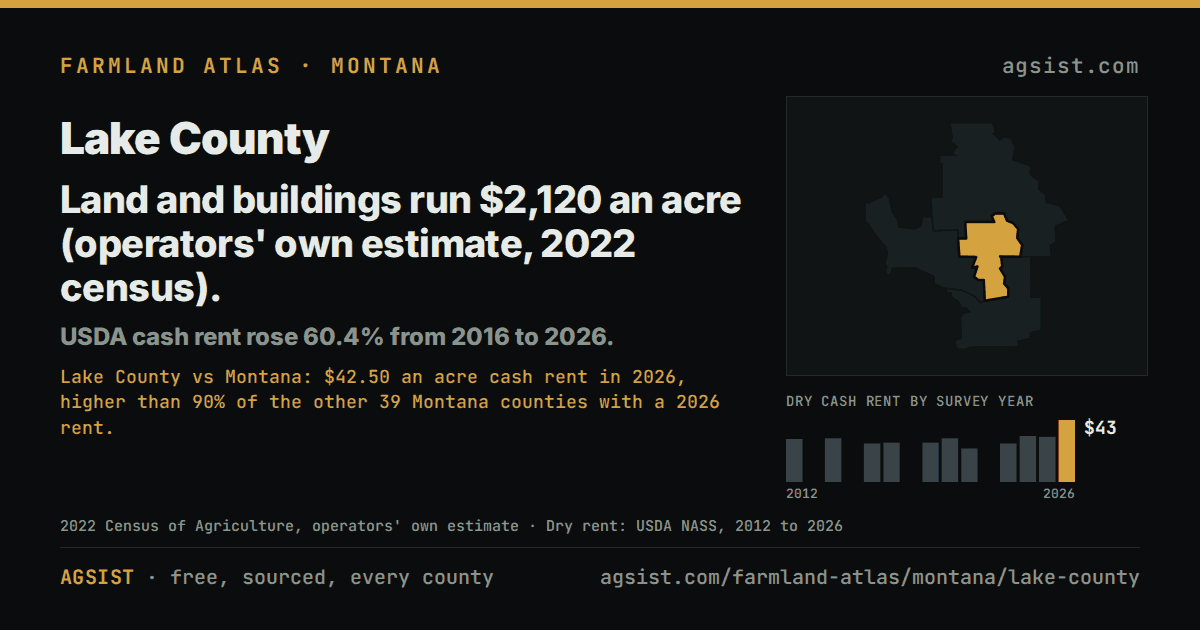 FARMLAND ATLAS · MONTANA
agsist.com
Lake County
Land and buildings run $2,120 an acre
(operators' own estimate, 2022
census).
USDA cash rent rose 60.4% from 2016 to 2026.
Lake County vs Montana: $42.50 an acre cash rent in 2026,
higher than 90% of the other 39 Montana counties with a 2026
rent.
DRY CASH RENT BY SURVEY YEAR
$43
2012
2026
2022 Census of Agriculture, operators' own estimate · Dry rent: USDA NASS, 2012 to 2026
AGSIST · free, sourced, every county
agsist.com/farmland-atlas/montana/lake-county